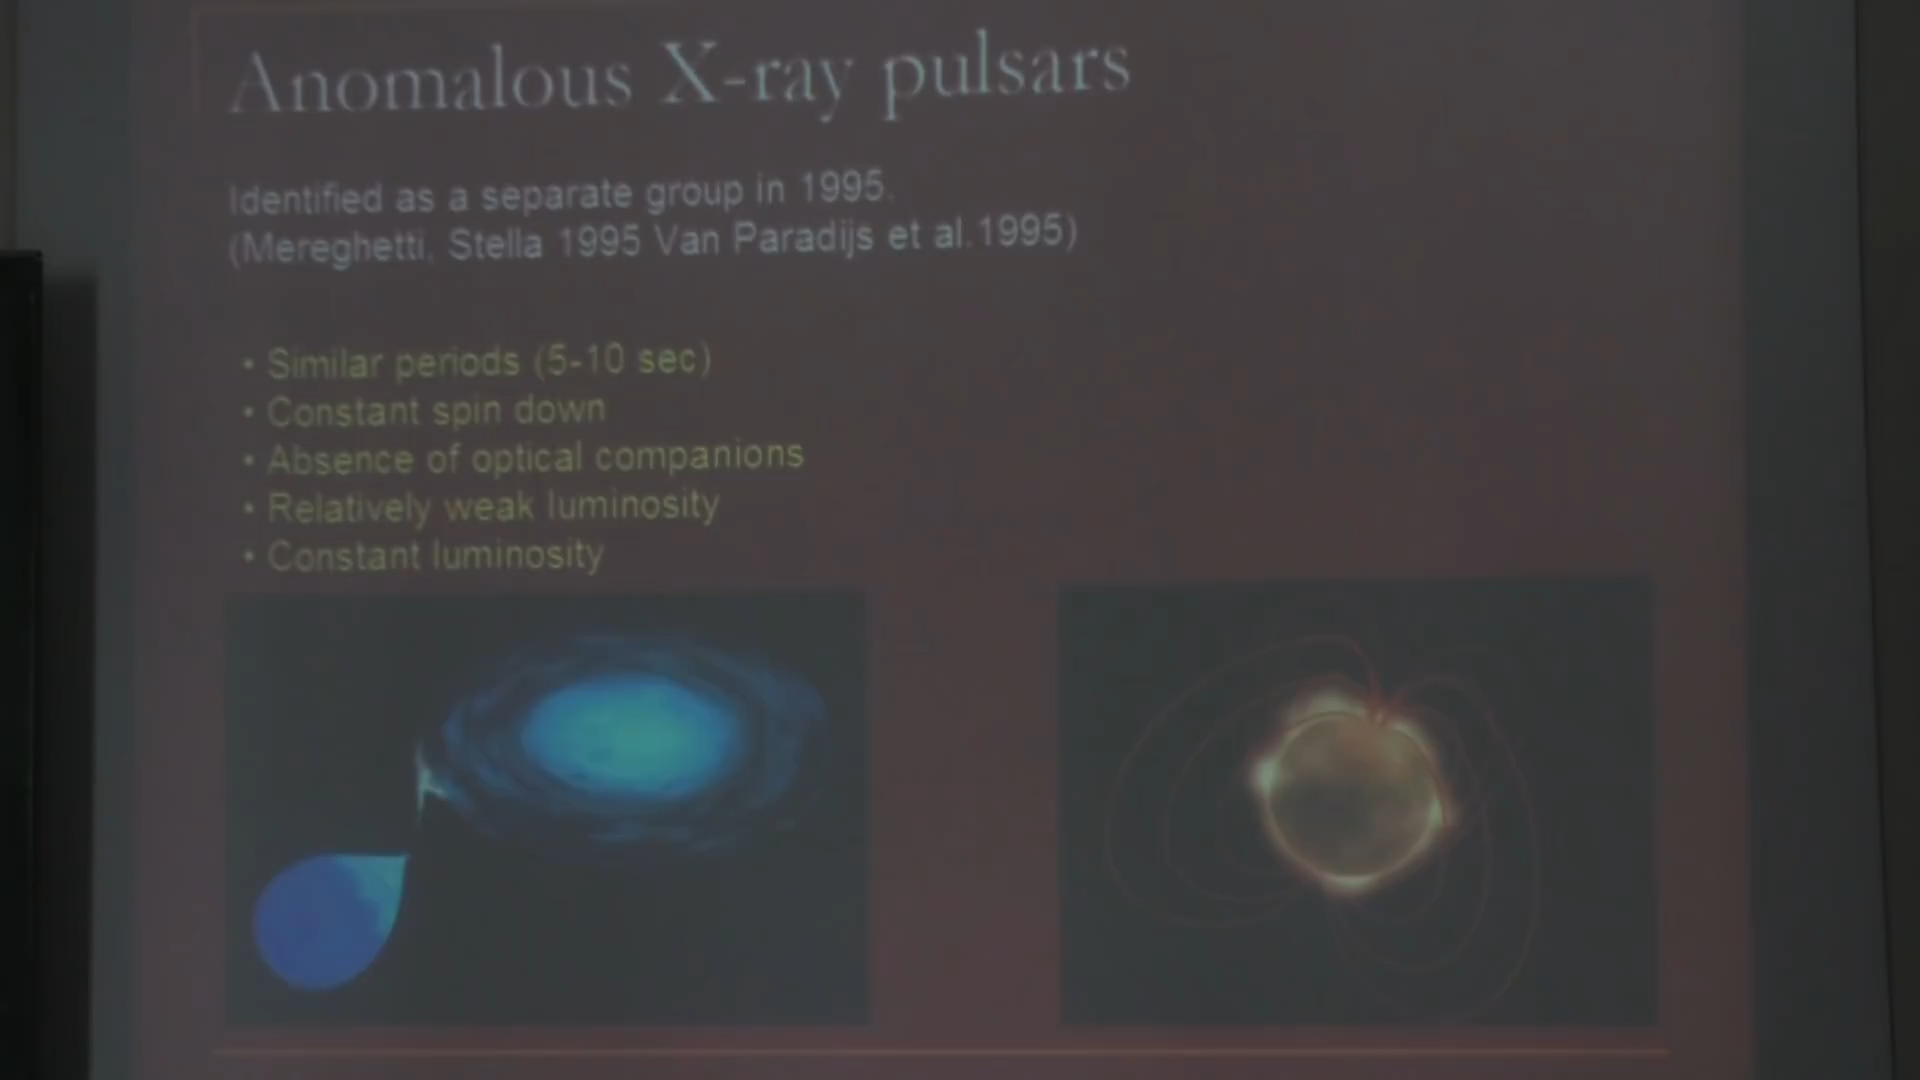 Anomalous X-ray pulsars
Identified as a separate group in 1995.
(Mereghetti, Stella 1995 Van Paradijs et al.1995)
• Similar periods (5-10 sec)
• Constant spin down
• Absence of optical companions
• Relatively weak luminosity
• Constant luminosity